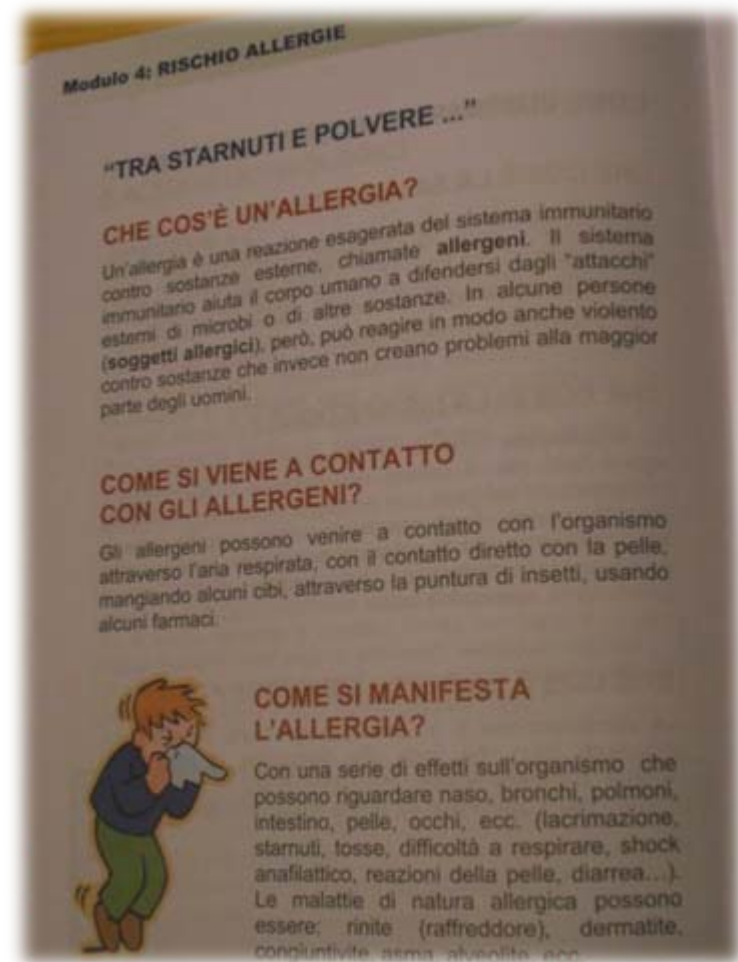 Modulo 4: RISCHIO ALLERGIE
"TRA STARNUTI E POLVERE ..."
CHE COS'È UN'ALLERGIA?
Un'allergia è una reazione esagerata del sistema immunitario
contro sostanze esterne, chiamate allergeni. Il sistema
immunitario aiuta il corpo umano a difendersi dagli "attacchi"
esterni di microbi o di altre sostanze. In alcune persone
(soggetti allergici), però, può reagire in modo anche violento
contro sostanze che invece non creano problemi alla maggior
parte degli uomini.
COME SI VIENE A CONTATTO
CON GLI ALLERGENI?
Gli allergeni possono venire a contatto con l'organismo
attraverso l'aria respirata, con il contatto diretto con la pelle,
mangiando alcuni cibi, attraverso la puntura di insetti, usando
alcuni farmaci.
COME SI MANIFESTA
L'ALLERGIA?
Con una serie di effetti sull'organismo che
possono riguardare naso, bronchi, polmoni,
intestino, pelle, occhi, ecc. (lacrimazione,
starnuti, tosse, difficoltà a respirare, shock
anafilattico, reazioni della pelle, diarrea...).
Le malattie di natura allergica possono
essere: rinite (raffreddore), dermatite,
congiuntivite, asma, alveolite, ecc.